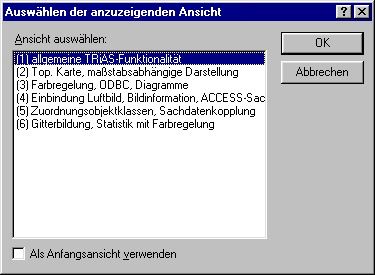 Auswählen der anzuzeigenden Ansicht
Ansicht auswählen:
(1) allgemeine TRiAS-Funktionalität
(2) Top. Karte, maßstabsabhängige Darstellung
(3) Farbregelung, ODBC, Diagramme
(4) Einbindung Luftbild, Bildinformation, ACCESS-Sac
(5) Zuordnungsobjektklassen, Sachdatenkopplung
(6) Gitterbildung, Statistik mit Farbregelung
OK
Abbrechen
Als Anfangsansicht verwenden